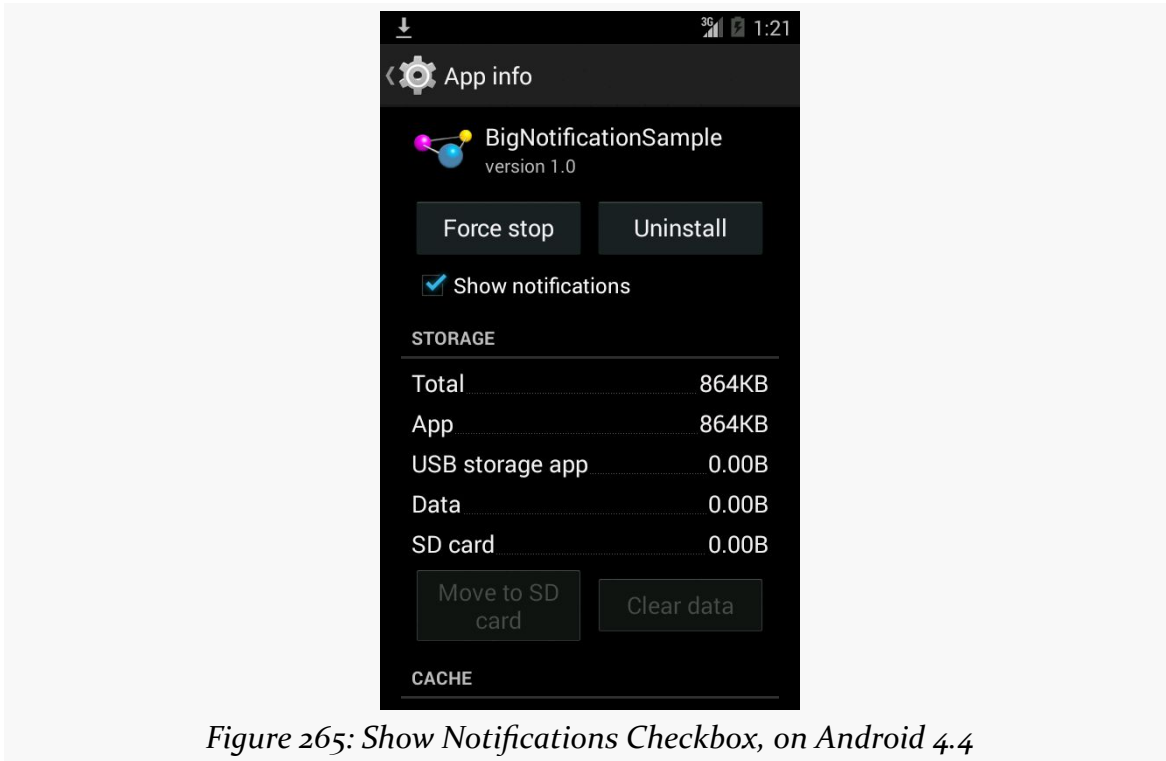 3G 1:21
App info
BigNotificationSample
version 1.0
Force stop Uninstall
Show notifications
STORAGE
Total 864KB
App 864KB
USB storage app 0.00B
Data 0.00B
SD card 0.00B
Move to SD
card
Clear data
CACHE
Figure 265: Show Notifications Checkbox, on Android 4.4